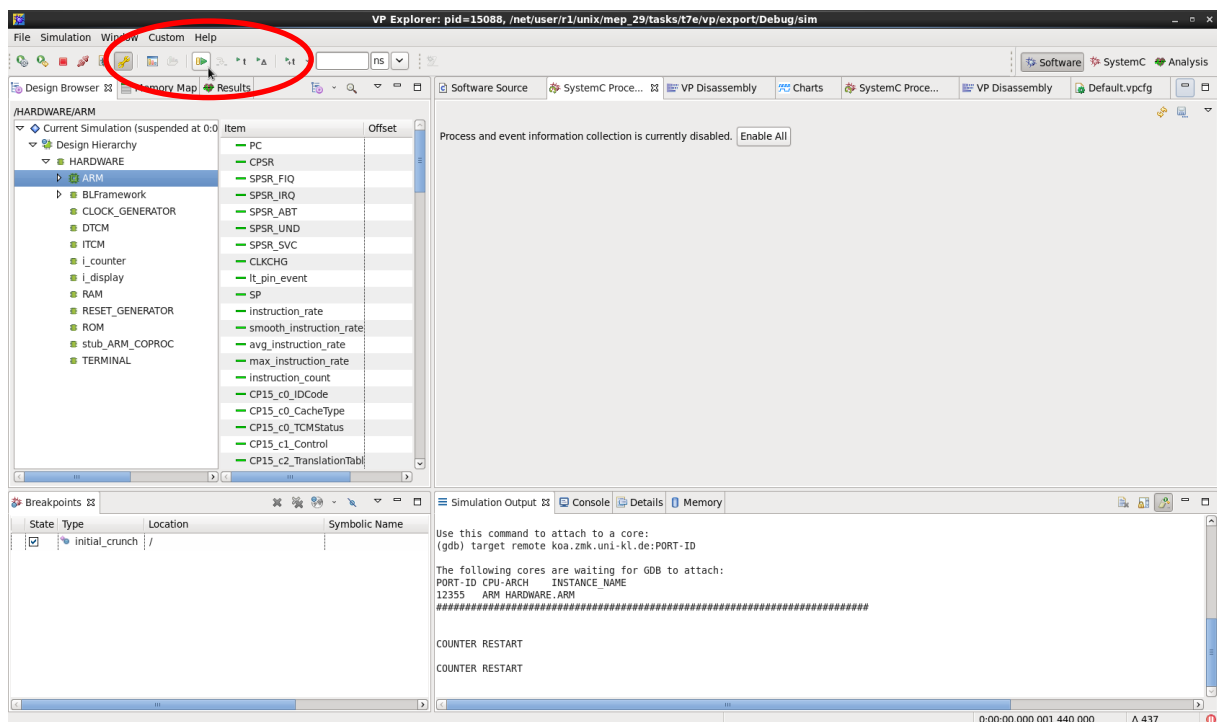 VP Explorer: pid=15088, /net/user/r1/unix/mep_29/tasks/t7e/vp/export/Debug/sim
File Simulation Window Custom Help
ns
Software SystemC Analysis
Design Browser Memory Map Results
/HARDWARE/ARM
Current Simulation (suspended at 0:0
Design Hierarchy
HARDWARE
ARM
BLFramework
CLOCK_GENERATOR
DTCM
ITCM
i_counter
i_display
RAM
RESET_GENERATOR
ROM
stub_ARM_COPROC
TERMINAL
Item Offset
PC
CPSR
SPSR_FIQ
SPSR_IRQ
SPSR_ABT
SPSR_UND
SPSR_SVC
CLKCHG
lt_pin_event
SP
instruction_rate
smooth_instruction_rate
avg_instruction_rate
max_instruction_rate
instruction_count
CP15_c0_IDCode
CP15_c0_CacheType
CP15_c0_TCMStatus
CP15_c1_Control
CP15_c2_TranslationTabl
Software Source SystemC Proce... VP Disassembly Charts SystemC Proce... VP Disassembly Default.vpcfg
Process and event information collection is currently disabled. Enable All
Breakpoints
State Type Location Symbolic Name
initial_crunch /
Simulation Output Console Details Memory
Use this command to attach to a core:
(gdb) target remote koa.zmk.uni-kl.de:PORT-ID
The following cores are waiting for GDB to attach:
PORT-ID CPU-ARCH INSTANCE_NAME
12355 ARM HARDWARE.ARM
##########################################################################
COUNTER RESTART
COUNTER RESTART
0:00:00.000 001 440 000 Δ 437